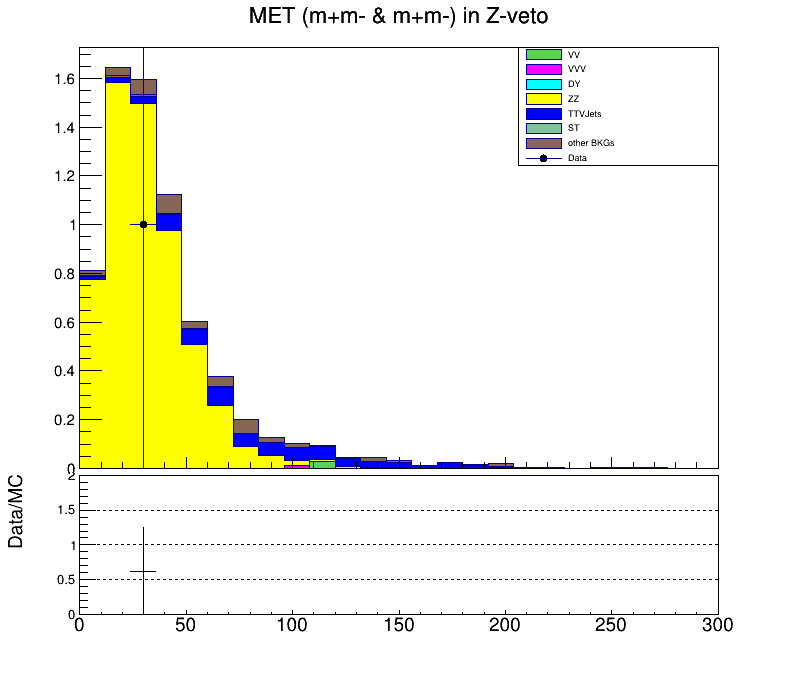 MET (m+m- & m+m-) in Z-veto
VV
VVV
DY
ZZ
TTVJets
ST
other BKGs
Data
1.6
1.4
1.2
1
0.8
0.6
0.4
0.2
0
2
1.5
1
0.5
0
Data/MC
0 50 100 150 200 250 300